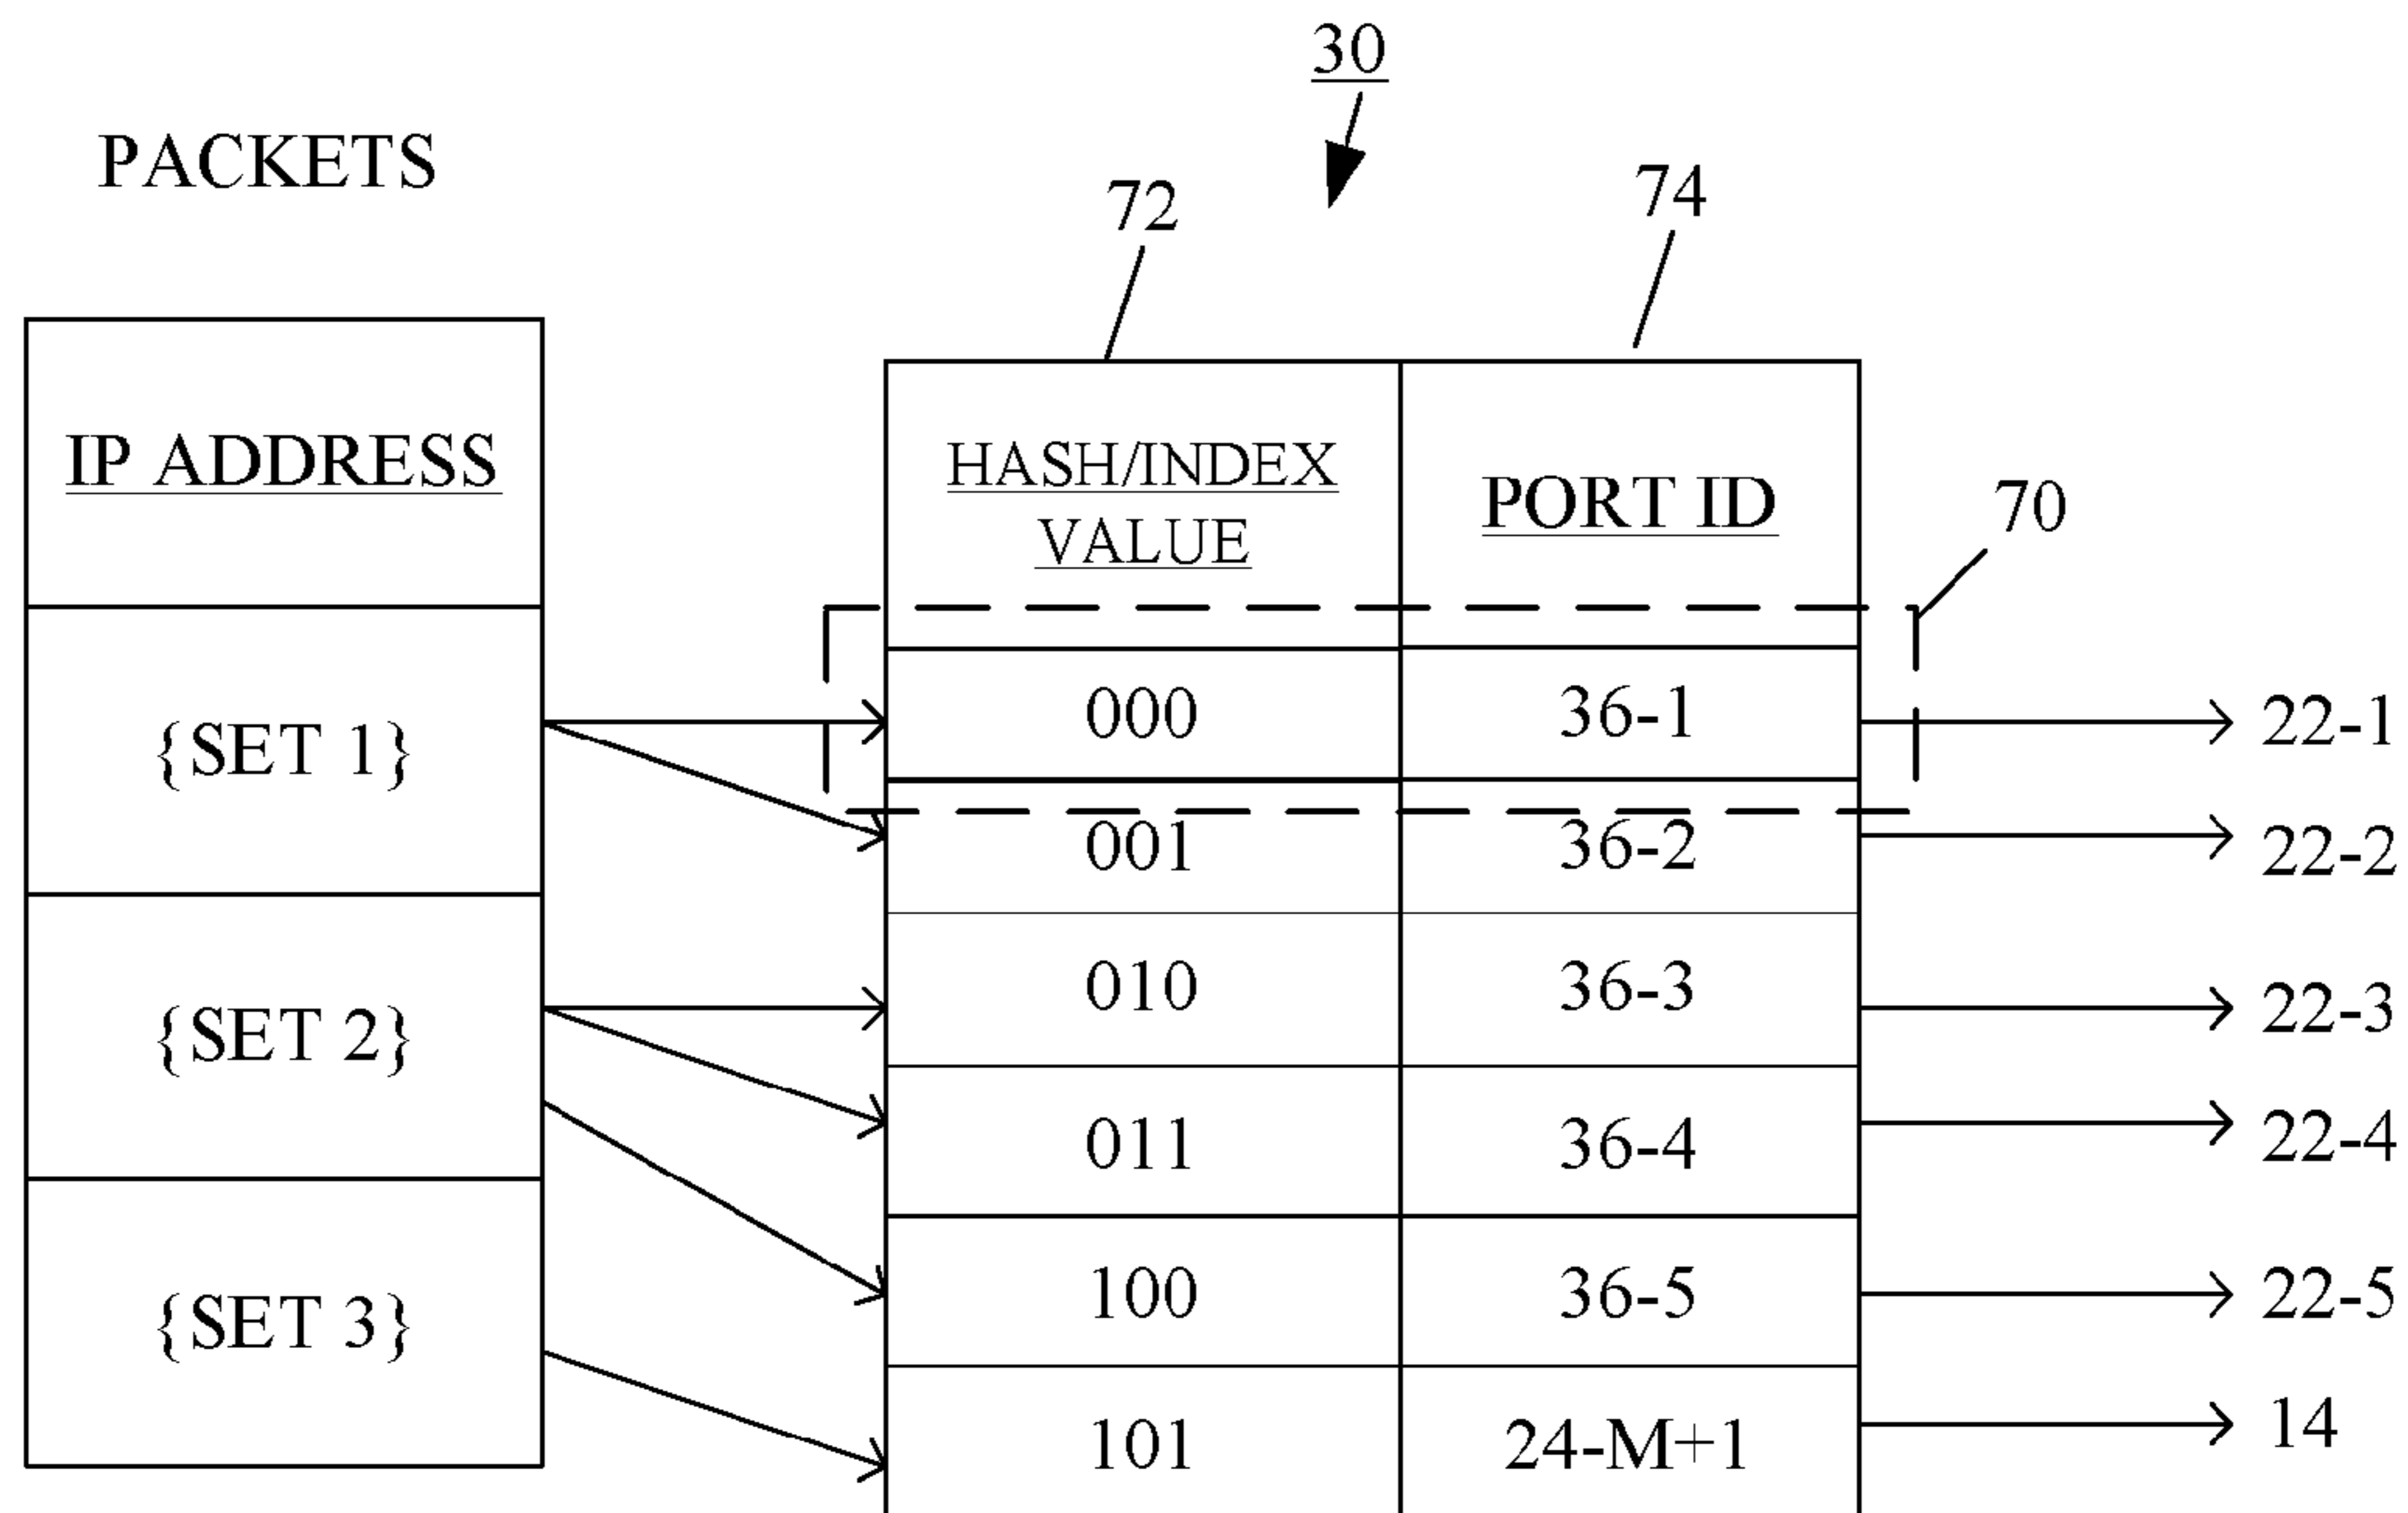 30
PACKETS
72
74
IP ADDRESS
HASH/INDEX
VALUE
PORT ID
70
{SET 1}
000
36-1
22-1
001
36-2
22-2
{SET 2}
010
36-3
22-3
011
36-4
22-4
{SET 3}
100
36-5
22-5
101
24-M+1
14